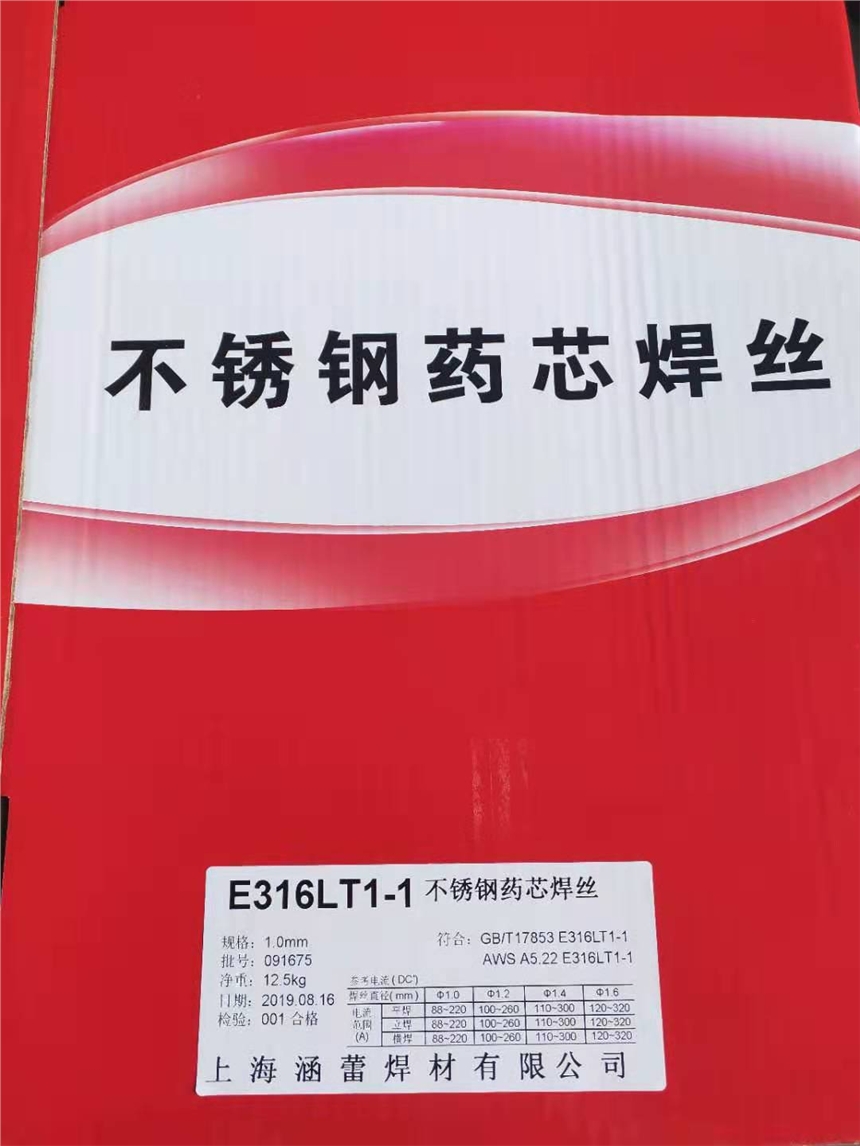 不锈钢药芯焊丝
E316LT1-1 不锈钢药芯焊丝
规格：1.0mm 符合：GB/T17853 E316LT1-1
批号：091675 AWS A5.22 E316LT1-1
净重：12.5kg
参考电流(DC⁺)
日期：2019.08.16
焊丝直径(mm) Φ1.0 Φ1.2 Φ1.4 Φ1.6
检验：001 合格
电流范围(A)
平焊 88~220 100~260 110~300 120~320
立焊 88~220 100~260 110~300 120~320
横焊 88~220 100~260 110~300 120~320
上海涵蕾焊材有限公司